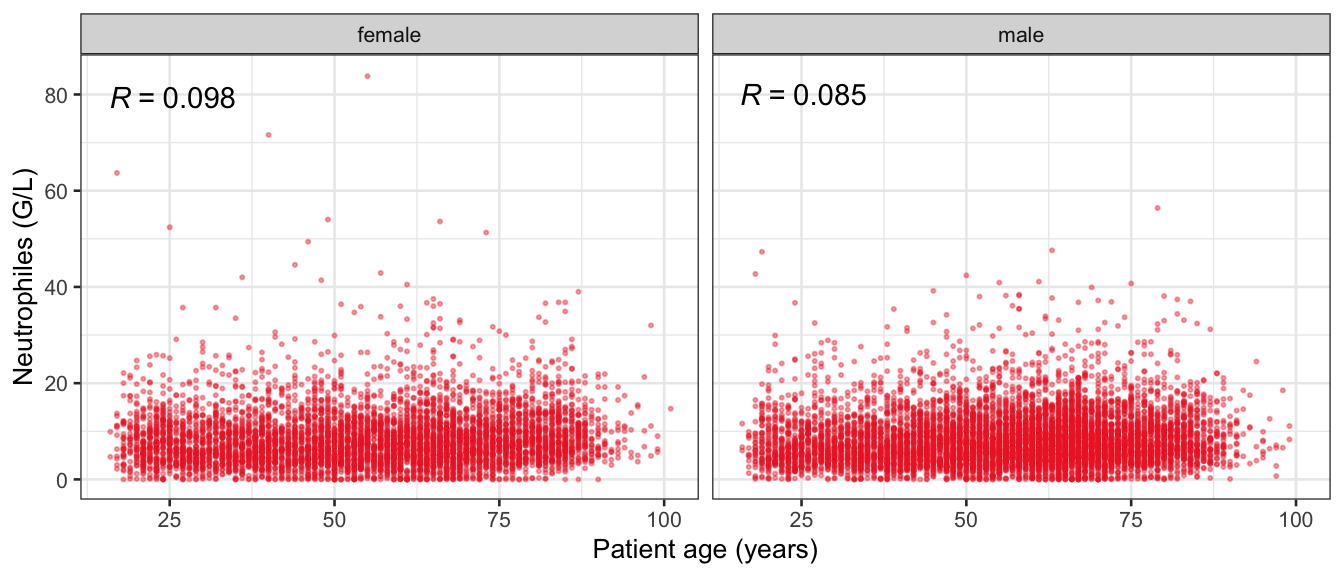 female
male
R = 0.098
R = 0.085
Neutrophiles (G/L)
80
60
40
20
0
25 50 75 100
25 50 75 100
Patient age (years)